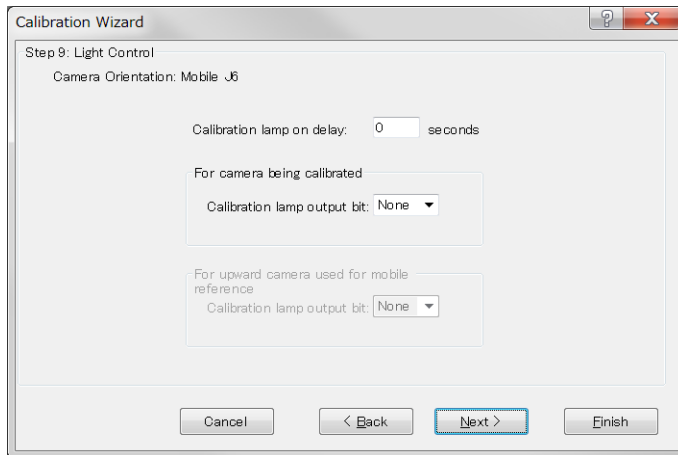 Calibration Wizard
Step 9: Light Control
Camera Orientation: Mobile J6
Calibration lamp on delay: 0 seconds
For camera being calibrated
Calibration lamp output bit: None
For upward camera used for mobile
reference
Calibration lamp output bit: None
Cancel < Back Next > Finish